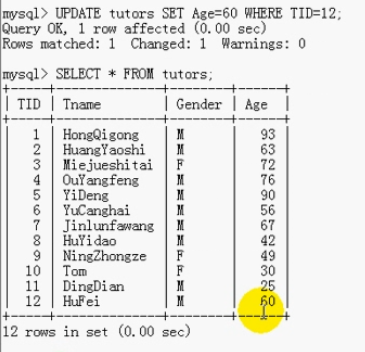 mysql> UPDATE tutors SET Age=60 WHERE TID=12;
Query OK, 1 row affected (0.00 sec)
Rows matched: 1  Changed: 1  Warnings: 0
mysql> SELECT * FROM tutors;
+-----+--------------+--------+------+
| TID | Tname        | Gender | Age  |
+-----+--------------+--------+------+
|   1 | HongQigong   | M      |   93 |
|   2 | HuangYaoshi  | M      |   63 |
|   3 | Miejueshitai | F      |   72 |
|   4 | OuYangfeng   | M      |   76 |
|   5 | YiDeng       | M      |   90 |
|   6 | YuCanghai    | M      |   56 |
|   7 | Jinlunfawang | M      |   67 |
|   8 | HuYidao      | M      |   42 |
|   9 | NingZhongze  | F      |   49 |
|  10 | Tom          | F      |   30 |
|  11 | DingDian     | M      |   25 |
|  12 | HuFei        | M      |   60 |
+-----+--------------+--------+------+
12 rows in set (0.00 sec)